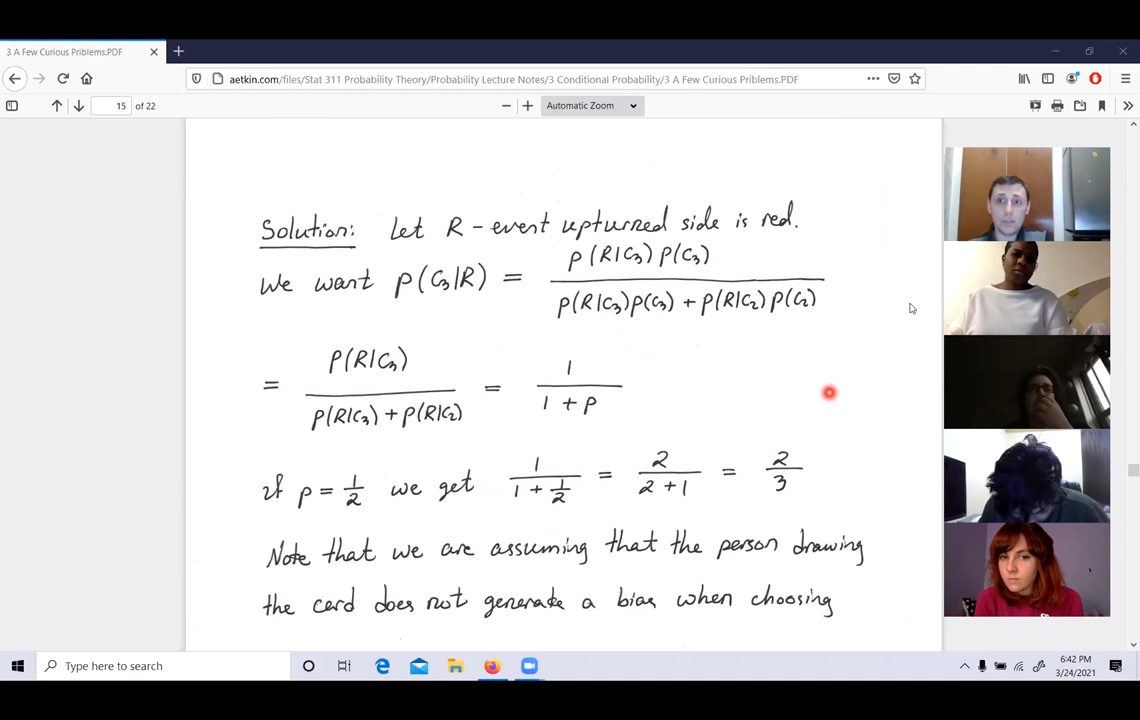 3 A Few Curious Priblems.PDF
aetkin.com/files/Stat 311 Probability Theory/Probability Lecture Notes/3 Conditional Probability/3 A Few Curious Priblems.PDF
15 of 22
Automatic Zoom
Solution: Let R - event upturned side is red.
We want P(C₃|R) = P(R|C₃)P(C₃) / P(R|C₃)P(C₃) + P(R|C₂)P(C₂)
= P(R|C₃) / P(R|C₃) + P(R|C₂) = 1 / 1 + p
If p = 1/2 we get 1 / 1 + 1/2 = 2 / 2 + 1 = 2/3
Note that we are assuming that the person drawing
the card does not generate a bias when choosing
Type here to search
6:42 PM
3/24/2021